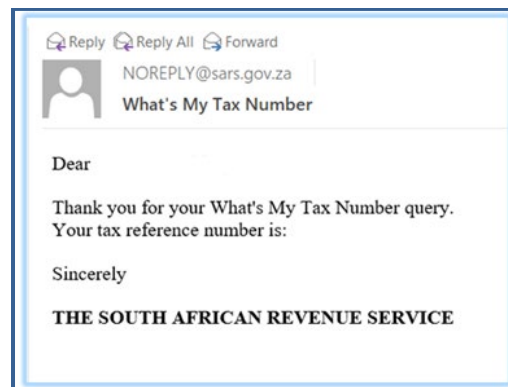 Reply Reply All Forward
NOREPLY@sars.gov.za
What's My Tax Number
Dear
Thank you for your What's My Tax Number query.
Your tax reference number is:
Sincerely
THE SOUTH AFRICAN REVENUE SERVICE